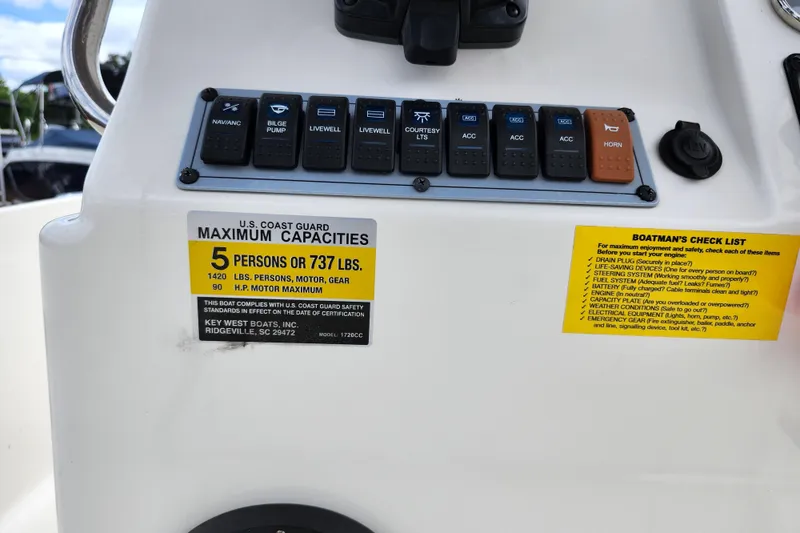 NAV/ANC
BILGE
PUMP
LIVEWELL
LIVEWELL
COURTESY
LTS
ACC
ACC
ACC
ACC
ACC
ACC
HORN
U.S. COAST GUARD
MAXIMUM CAPACITIES
5 PERSONS OR 737 LBS.
1420 LBS. PERSONS, MOTOR, GEAR
90 H.P. MOTOR MAXIMUM
THIS BOAT COMPLIES WITH U.S. COAST GUARD SAFETY
STANDARDS IN EFFECT ON THE DATE OF CERTIFICATION
KEY WEST BOATS, INC.
RIDGEVILLE, SC 29472 MODEL: 1720CC
BOATMAN'S CHECK LIST
For maximum enjoyment and safety, check each of these items
Before you start your engine:
✓ DRAIN PLUG (Securely in place?)
✓ LIFE-SAVING DEVICES (One for every person on board?)
✓ STEERING SYSTEM (Working smoothly and properly?)
✓ FUEL SYSTEM (Adequate fuel? Leaks? Fumes?)
✓ BATTERY (Fully charged? Cable terminals clean and tight?)
✓ ENGINE (In neutral?)
✓ CAPACITY PLATE (Are you overloaded or overpowered?)
✓ WEATHER CONDITIONS (Safe to go out?)
✓ ELECTRICAL EQUIPMENT (Lights, horn, pump, etc.?)
✓ EMERGENCY GEAR (Fire extinguisher, bailer, paddle, anchor
and line, signalling device, tool kit, etc.?)